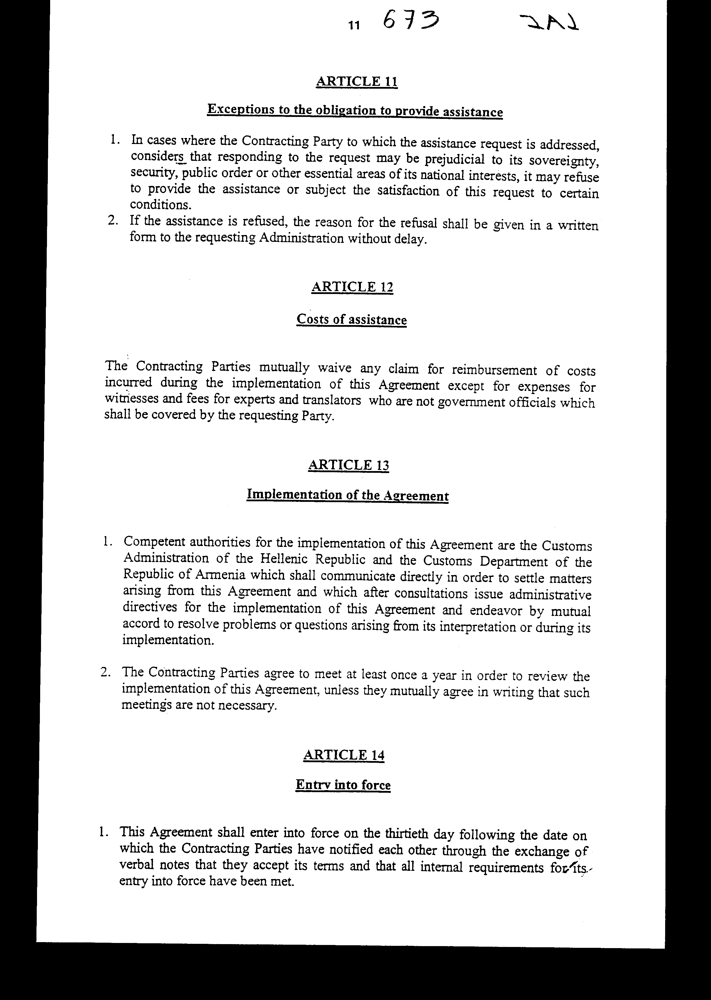 11 673
ARTICLE 11
Exceptions to the obligation to provide assistance
1. In cases where the Contracting Party to which the assistance request is addressed,
considers that responding to the request may be prejudicial to its sovereignty,
security, public order or other essential areas of its national interests, it may refuse
to provide the assistance or subject the satisfaction of this request to certain
conditions.
2. If the assistance is refused, the reason for the refusal shall be given in a written
form to the requesting Administration without delay.
ARTICLE 12
Costs of assistance
The Contracting Parties mutually waive any claim for reimbursement of costs
incurred during the implementation of this Agreement except for expenses for
witnesses and fees for experts and translators who are not government officials which
shall be covered by the requesting Party.
ARTICLE 13
Implementation of the Agreement
1. Competent authorities for the implementation of this Agreement are the Customs
Administration of the Hellenic Republic and the Customs Department of the
Republic of Armenia which shall communicate directly in order to settle matters
arising from this Agreement and which after consultations issue administrative
directives for the implementation of this Agreement and endeavor by mutual
accord to resolve problems or questions arising from its interpretation or during its
implementation.
2. The Contracting Parties agree to meet at least once a year in order to review the
implementation of this Agreement, unless they mutually agree in writing that such
meetings are not necessary.
ARTICLE 14
Entry into force
1. This Agreement shall enter into force on the thirtieth day following the date on
which the Contracting Parties have notified each other through the exchange of
verbal notes that they accept its terms and that all internal requirements for its
entry into force have been met.